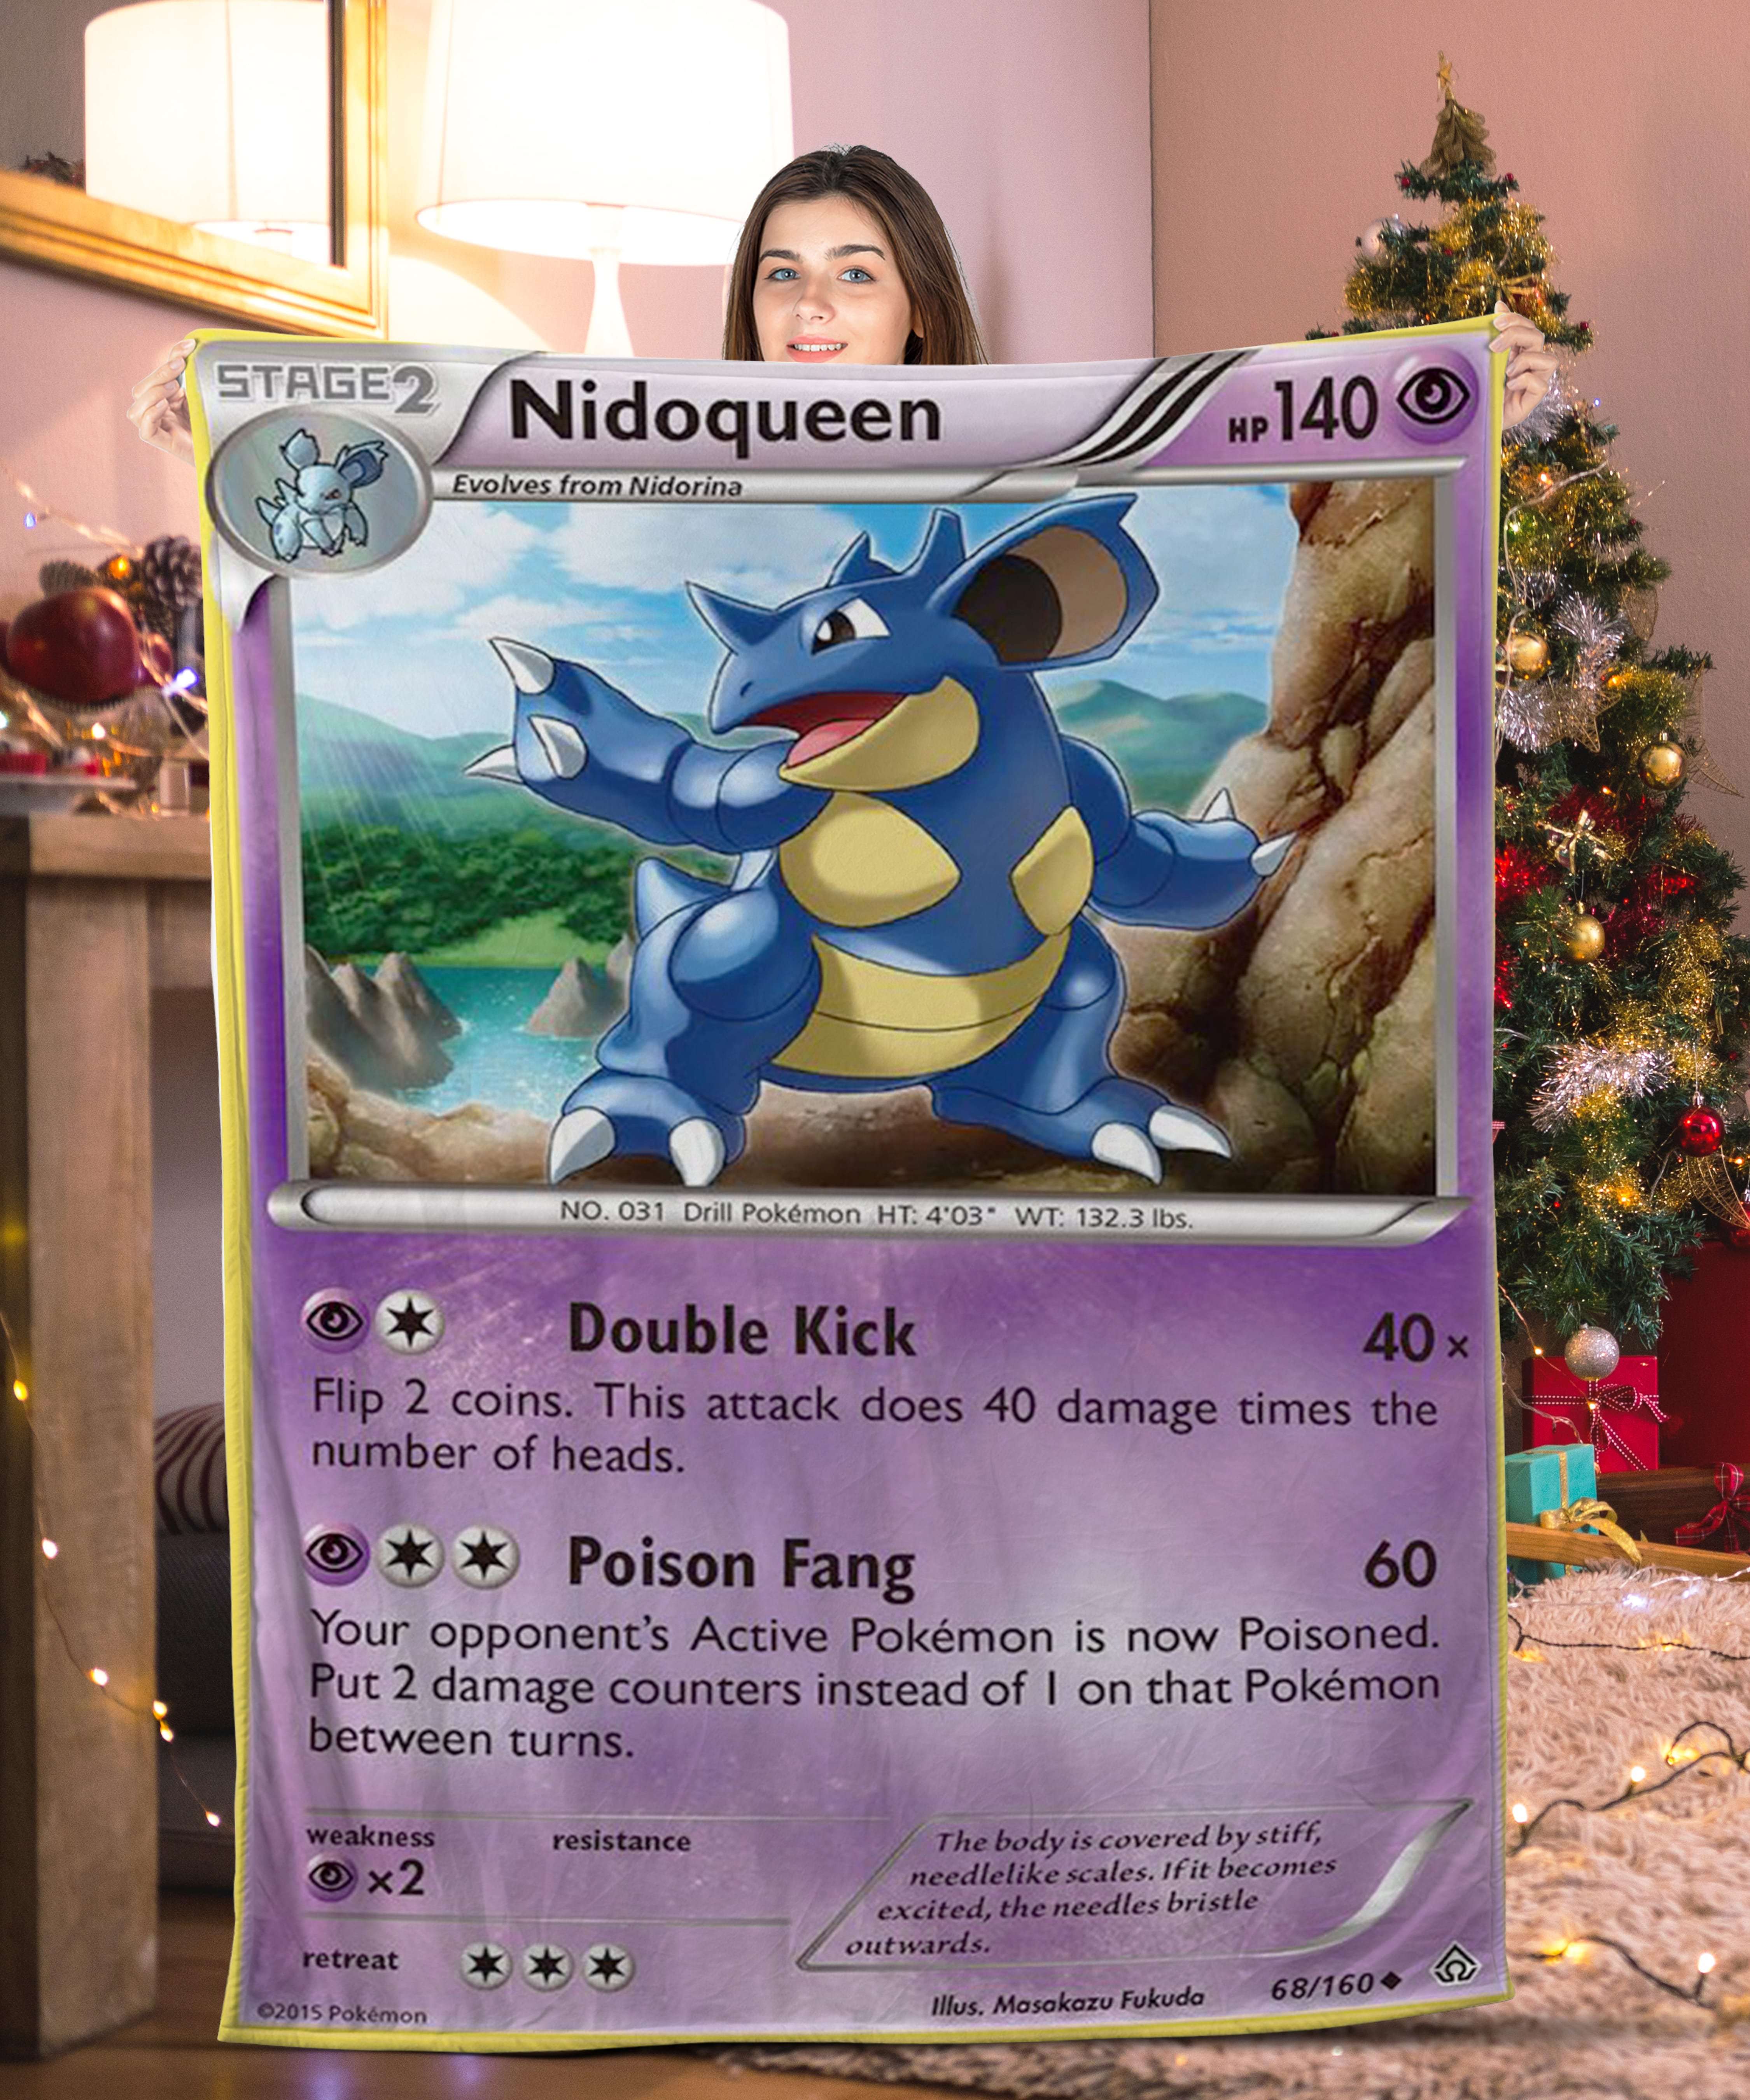 STAGE2
Nidoqueen
HP140
Evolves from Nidorina
NO. 031 Drill Pokémon HT: 4'03" WT: 132.3 lbs.
Double Kick 40×
Flip 2 coins. This attack does 40 damage times the
number of heads.
Poison Fang 60
Your opponent's Active Pokémon is now Poisoned.
Put 2 damage counters instead of 1 on that Pokémon
between turns.
weakness resistance
×2
The body is covered by stiff,
needlelike scales. If it becomes
excited, the needles bristle
outwards.
retreat
Illus. Masakazu Fukuda
68/160
©2015 Pokémon